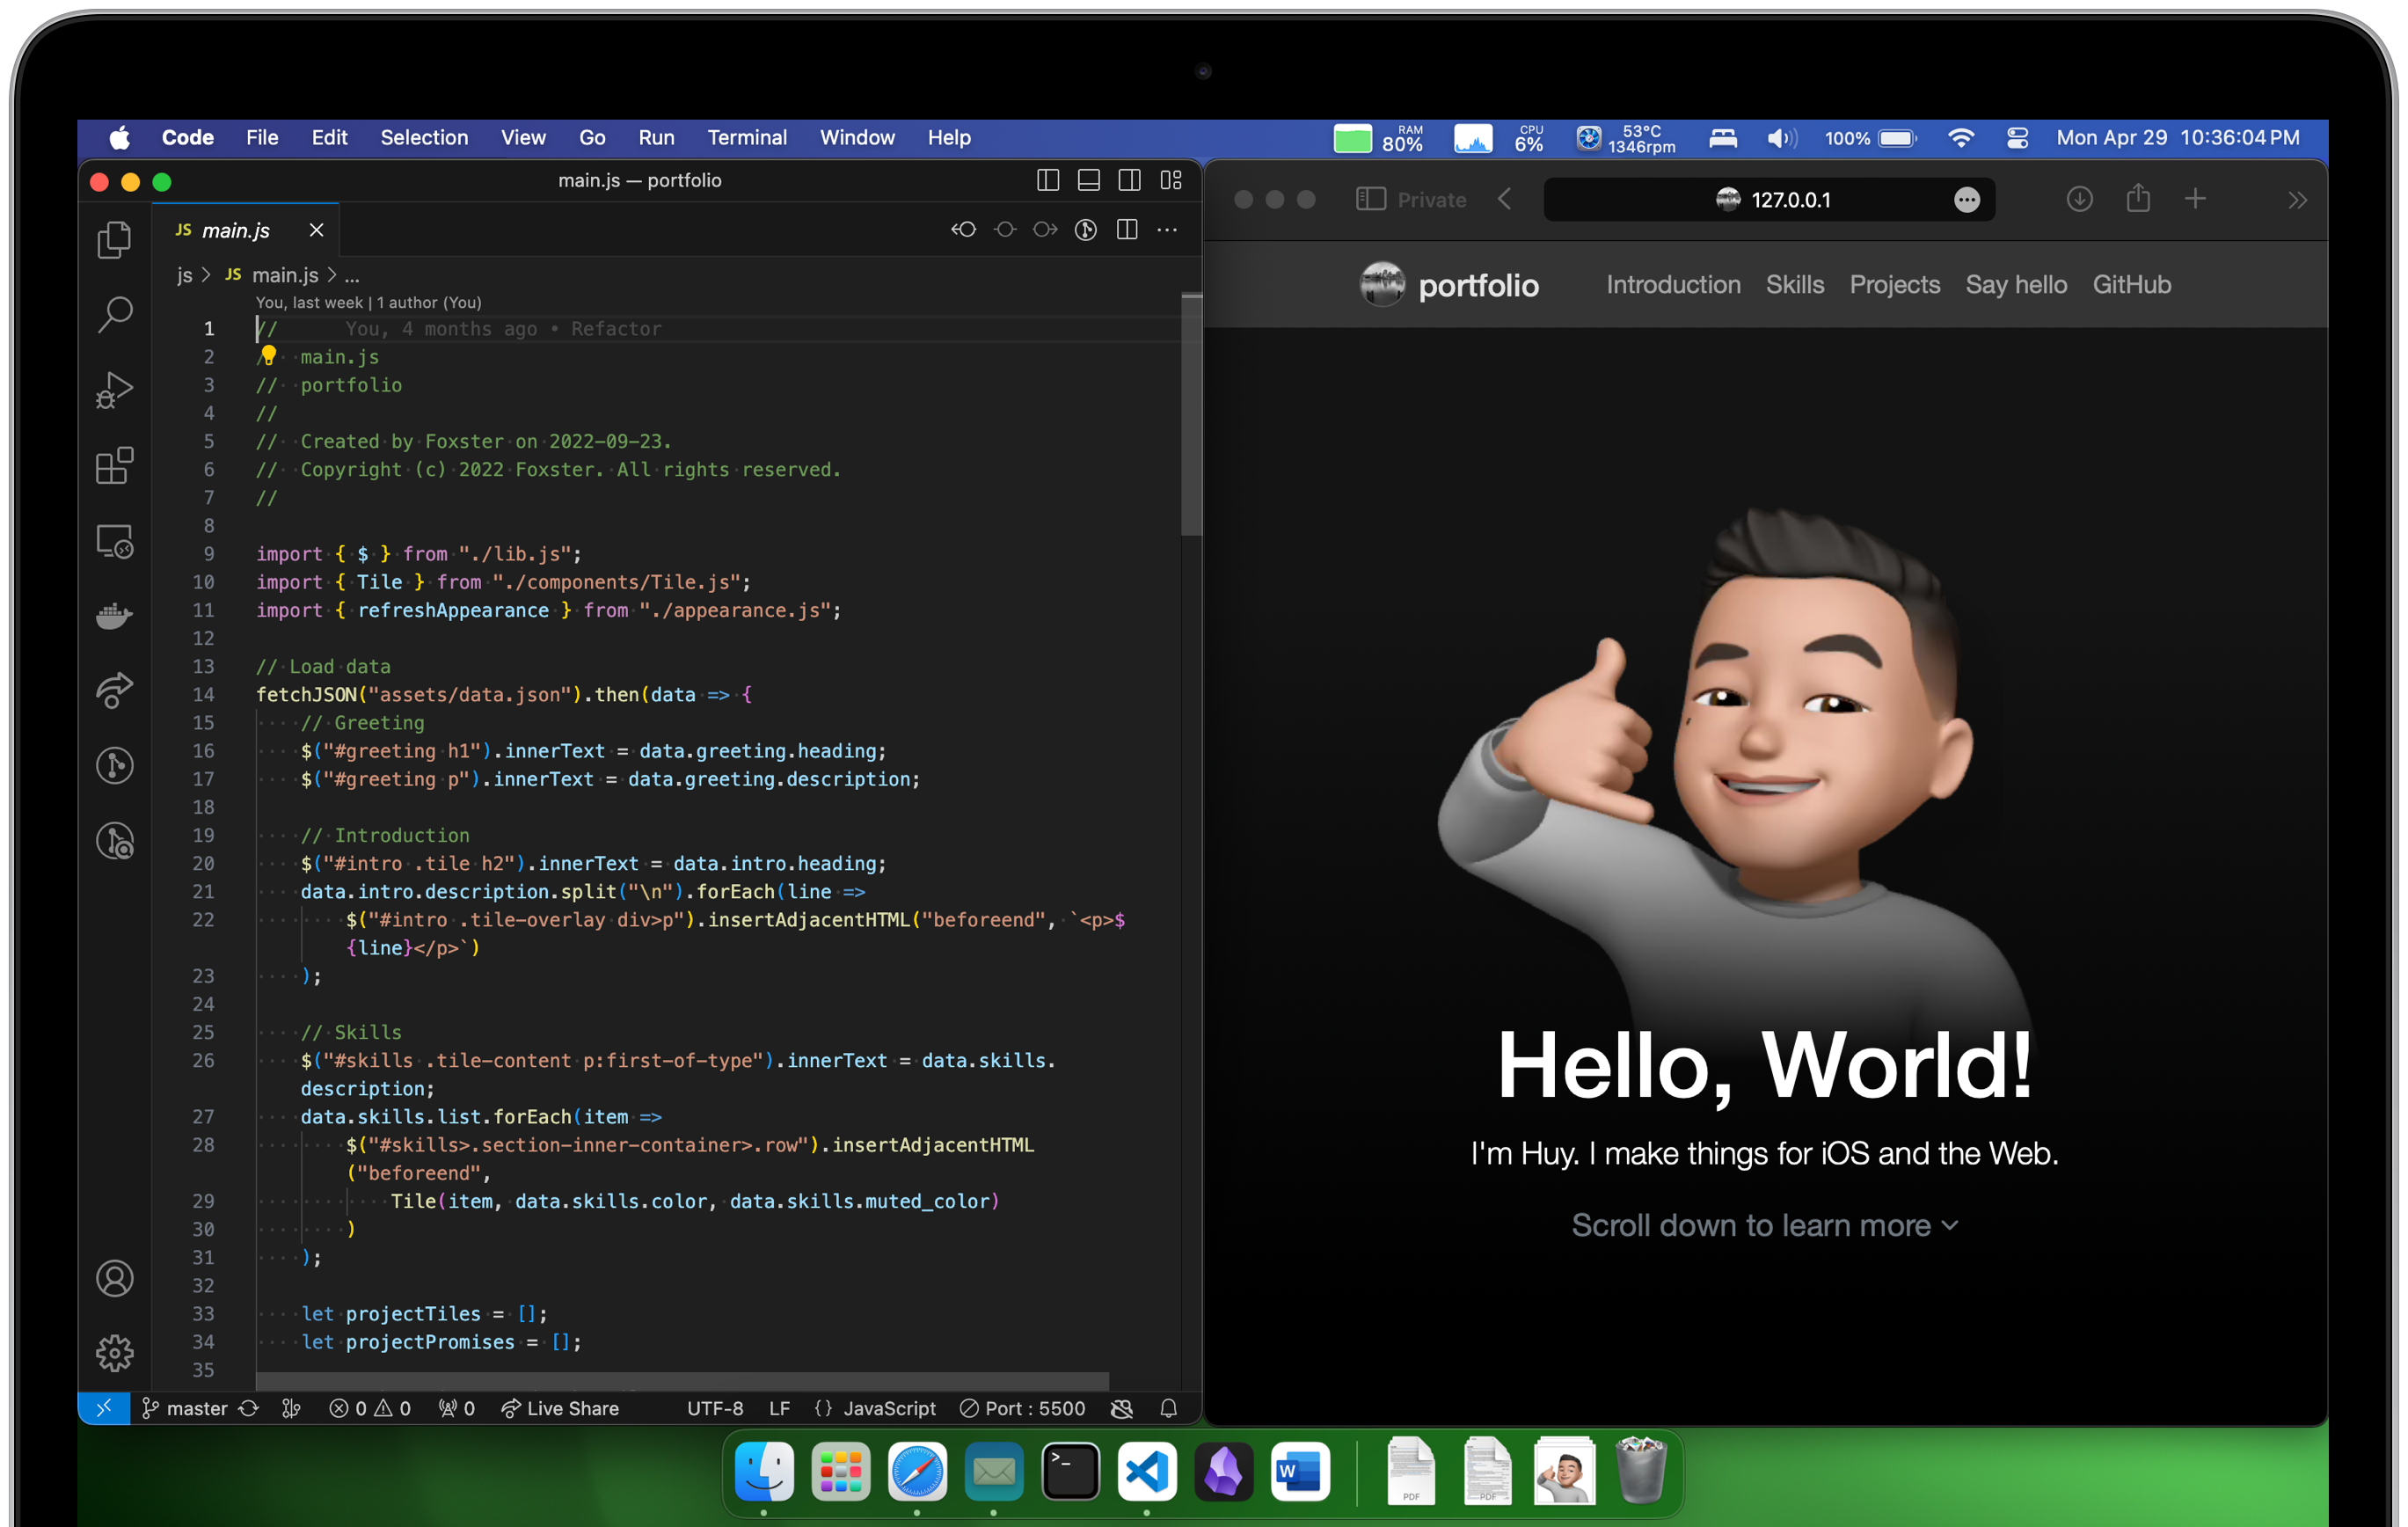 Code File Edit Selection View Go Run Terminal Window Help
RAM 80% CPU 6% 53°C 1346rpm 100% Mon Apr 29 10:36:04 PM
main.js — portfolio
JS main.js
js > JS main.js > ...
You, last week | 1 author (You)
1 // You, 4 months ago • Refactor
2 // main.js
3 // portfolio
4 //
5 // Created by Foxster on 2022-09-23.
6 // Copyright (c) 2022 Foxster. All rights reserved.
7 //
8
9 import { $ } from "./lib.js";
10 import { Tile } from "./components/Tile.js";
11 import { refreshAppearance } from "./appearance.js";
12
13 // Load data
14 fetchJSON("assets/data.json").then(data => {
15 // Greeting
16 $("#greeting h1").innerText = data.greeting.heading;
17 $("#greeting p").innerText = data.greeting.description;
18
19 // Introduction
20 $("#intro .tile h2").innerText = data.intro.heading;
21 data.intro.description.split("\n").forEach(line =>
22 $("#intro .tile-overlay div>p").insertAdjacentHTML("beforeend", `<p>$
{line}</p>`)
23 );
24
25 // Skills
26 $("#skills .tile-content p:first-of-type").innerText = data.skills.
description;
27 data.skills.list.forEach(item =>
28 $("#skills>.section-inner-container>.row").insertAdjacentHTML
("beforeend",
29 Tile(item, data.skills.color, data.skills.muted_color)
30 )
31 );
32
33 let projectTiles = [];
34 let projectPromises = [];
35
master 0 0 0 Live Share UTF-8 LF {} JavaScript Port : 5500
Private 127.0.0.1
portfolio Introduction Skills Projects Say hello GitHub
Hello, World!
I'm Huy. I make things for iOS and the Web.
Scroll down to learn more
>_ W PDF PDF